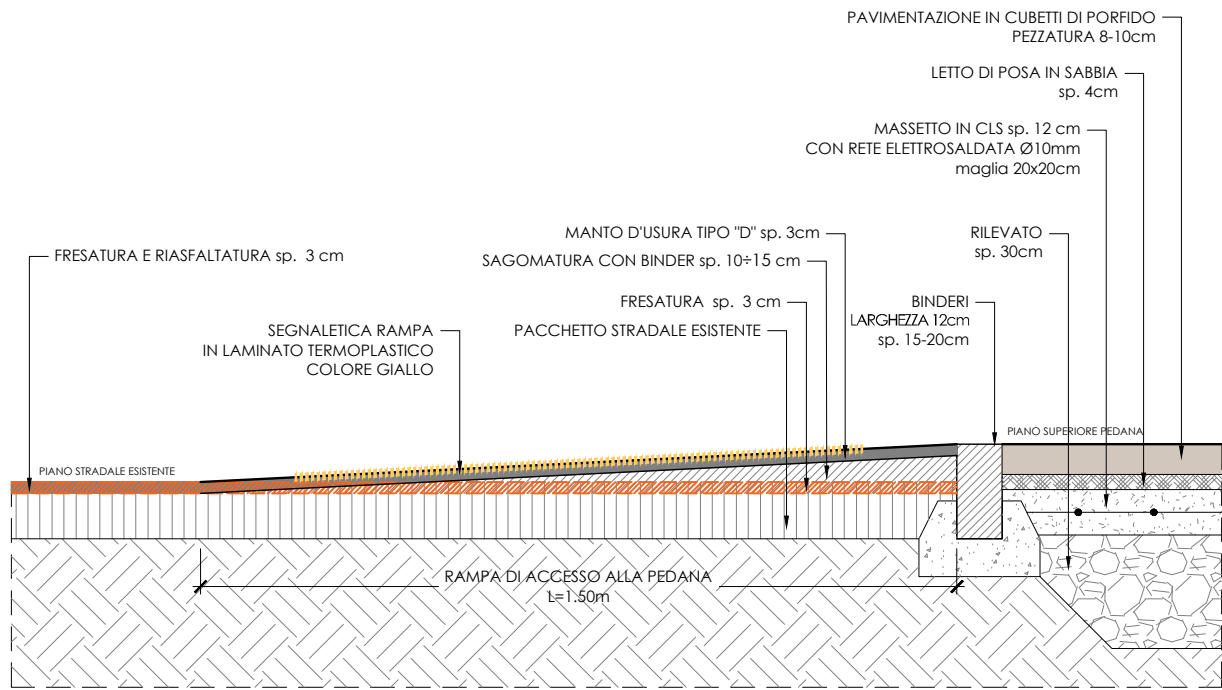 PAVIMENTAZIONE IN CUBETTI DI PORFIDO
PEZZATURA 8-10cm
LETTO DI POSA IN SABBIA
sp. 4cm
MASSETTO IN CLS sp. 12 cm
CON RETE ELETTROSALDATA Ø10mm
maglia 20x20cm
MANTO D'USURA TIPO "D" sp. 3cm
RILEVATO
sp. 30cm
FRESATURA E RIASFALTATURA sp. 3 cm
SAGOMATURA CON BINDER sp. 10÷15 cm
FRESATURA sp. 3 cm
BINDERI
LARGHEZZA 12cm
sp. 15-20cm
SEGNALETICA RAMPA
IN LAMINATO TERMOPLASTICO
COLORE GIALLO
PACCHETTO STRADALE ESISTENTE
PIANO SUPERIORE PEDANA
PIANO STRADALE ESISTENTE
RAMPA DI ACCESSO ALLA PEDANA
L=1.50m